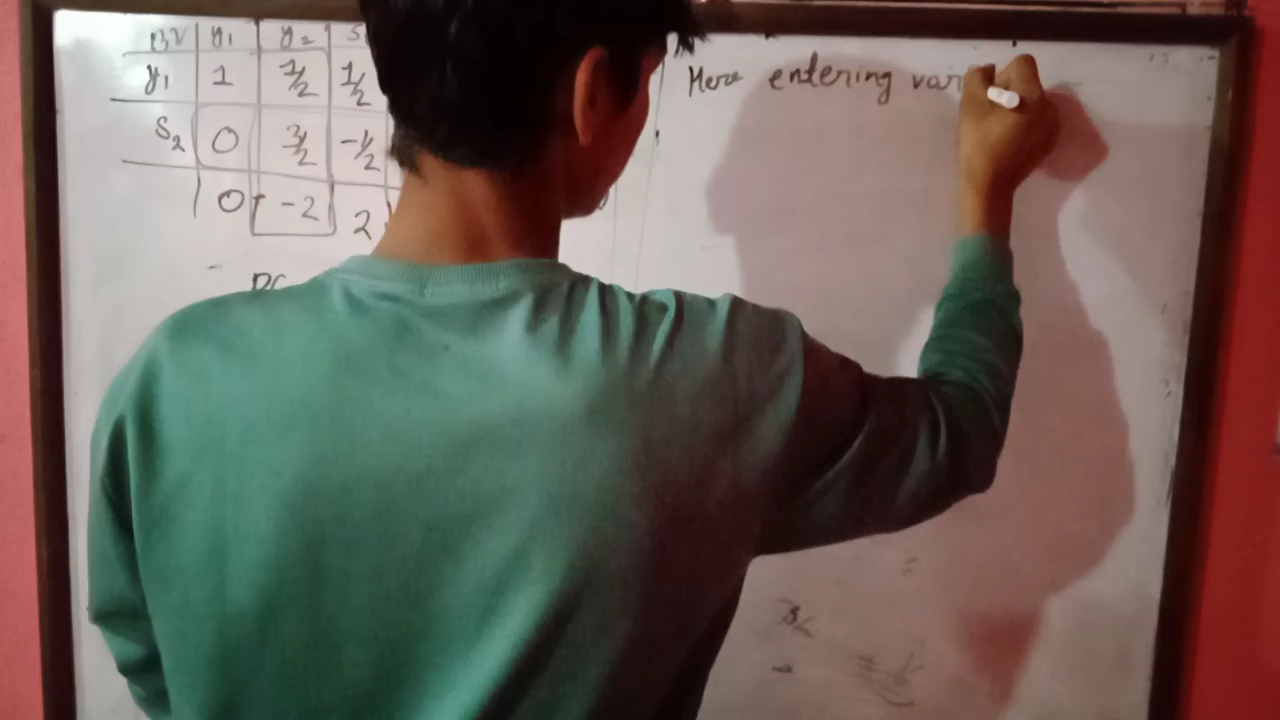 BV y₁ y₂ S
y₁ 1 1/2 1/2
S₂ 0 3/2 -1/2
0 -2 2
PC
Here entering var